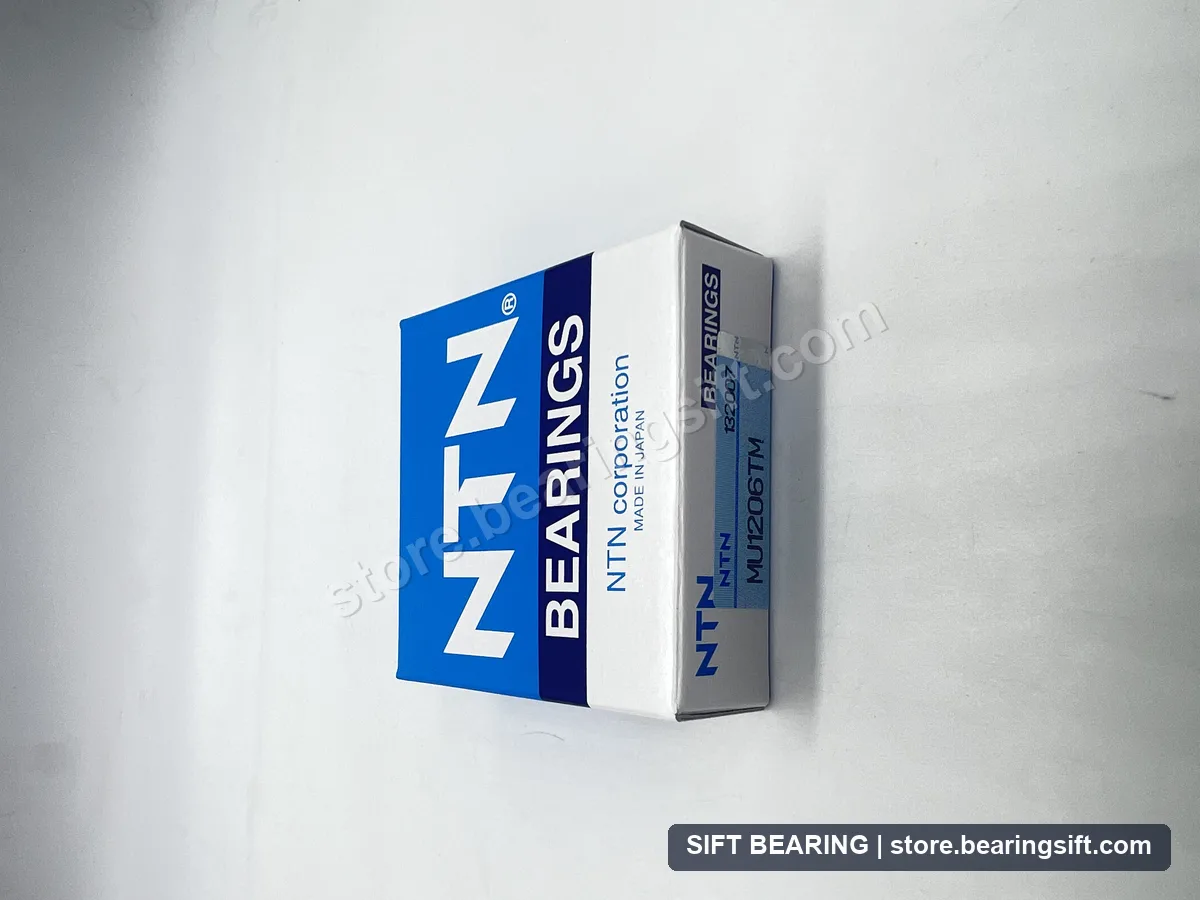 NTN®
BEARINGS
NTN corporation
MADE IN JAPAN
NTN BEARINGS
NTN 132007 NTN
MU1206TM
store.bearingsift.com
SIFT BEARING | store.bearingsift.com